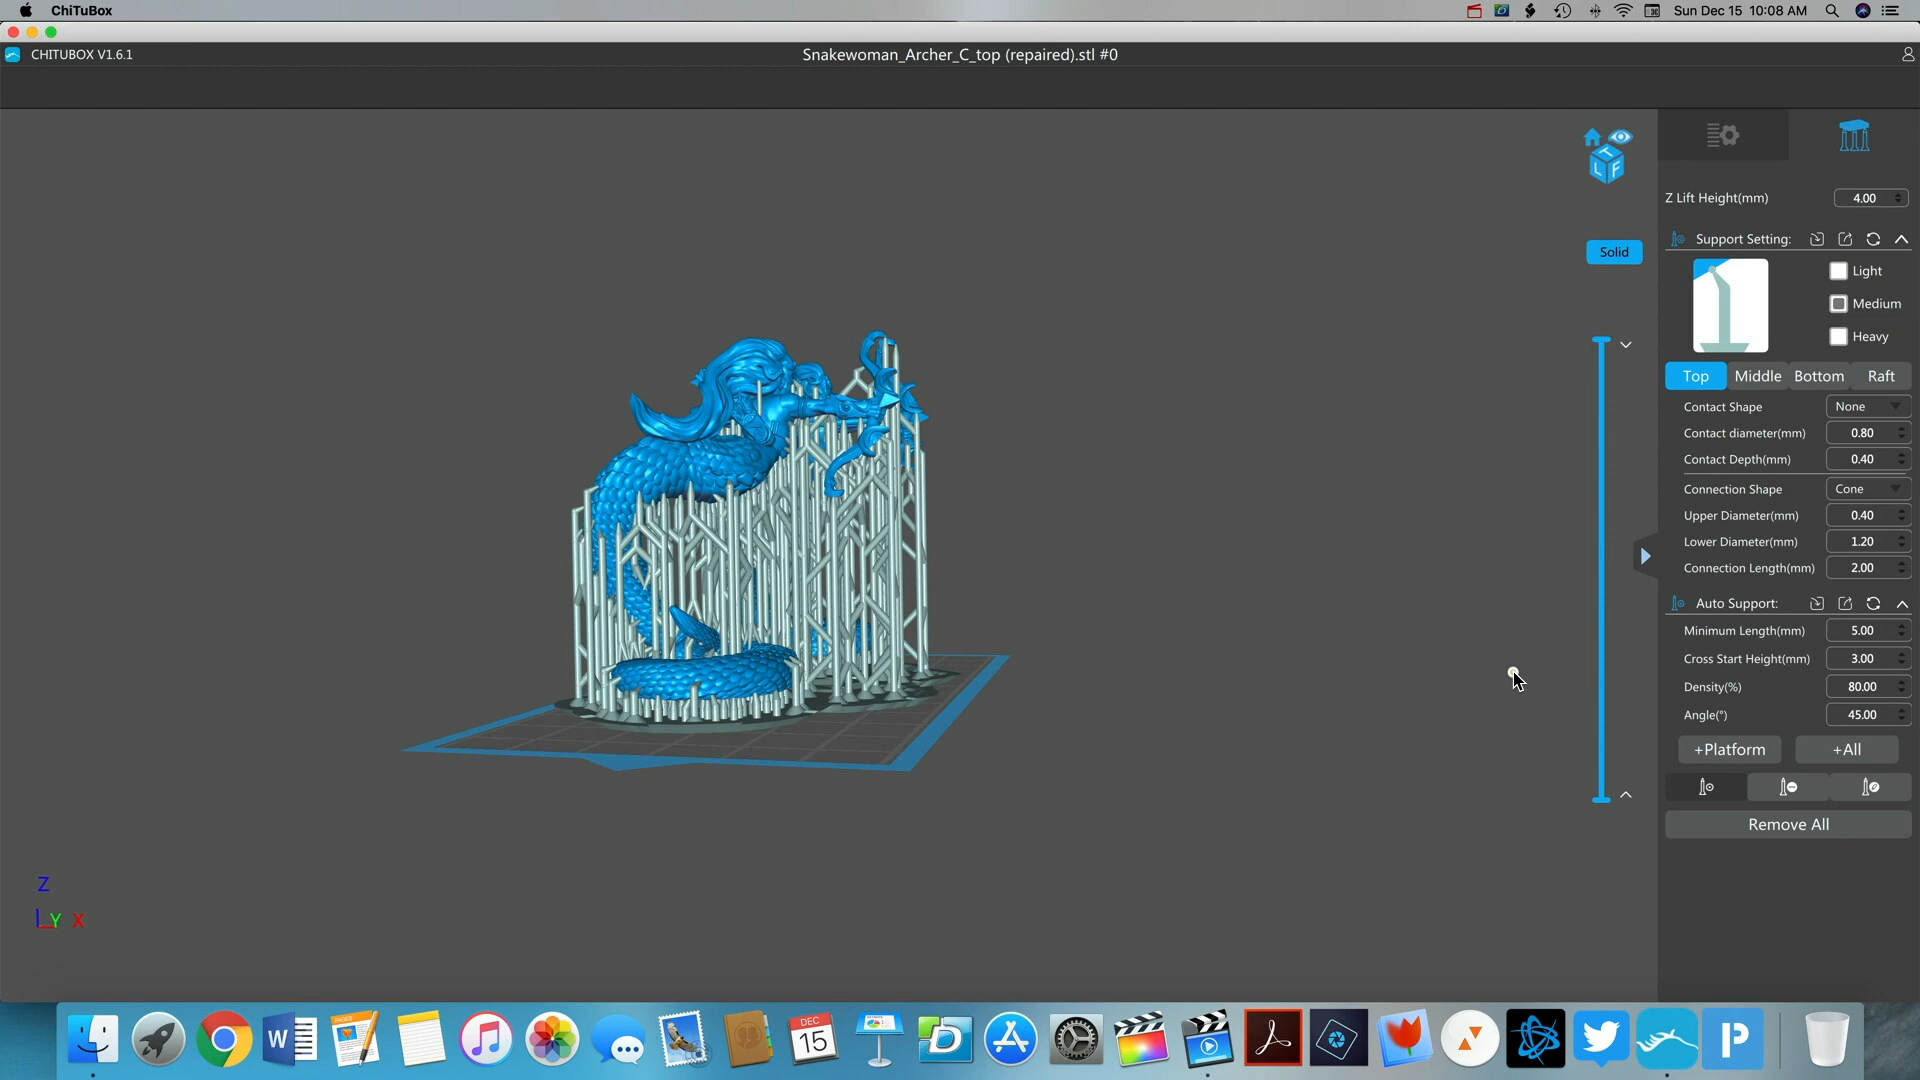 ChiTuBox
Sun Dec 15 10:08 AM
CHITUBOX V1.6.1
Snakewoman_Archer_C_top (repaired).stl #0
T
L F
Z Lift Height(mm) 4.00
Solid
Support Setting:
Light
Medium
Heavy
Top Middle Bottom Raft
Contact Shape None
Contact diameter(mm) 0.80
Contact Depth(mm) 0.40
Connection Shape Cone
Upper Diameter(mm) 0.40
Lower Diameter(mm) 1.20
Connection Length(mm) 2.00
Auto Support:
Minimum Length(mm) 5.00
Cross Start Height(mm) 3.00
Density(%) 80.00
Angle(°) 45.00
+Platform +All
Remove All
Z
Y X
W
PAGES
DEC
15
D
P